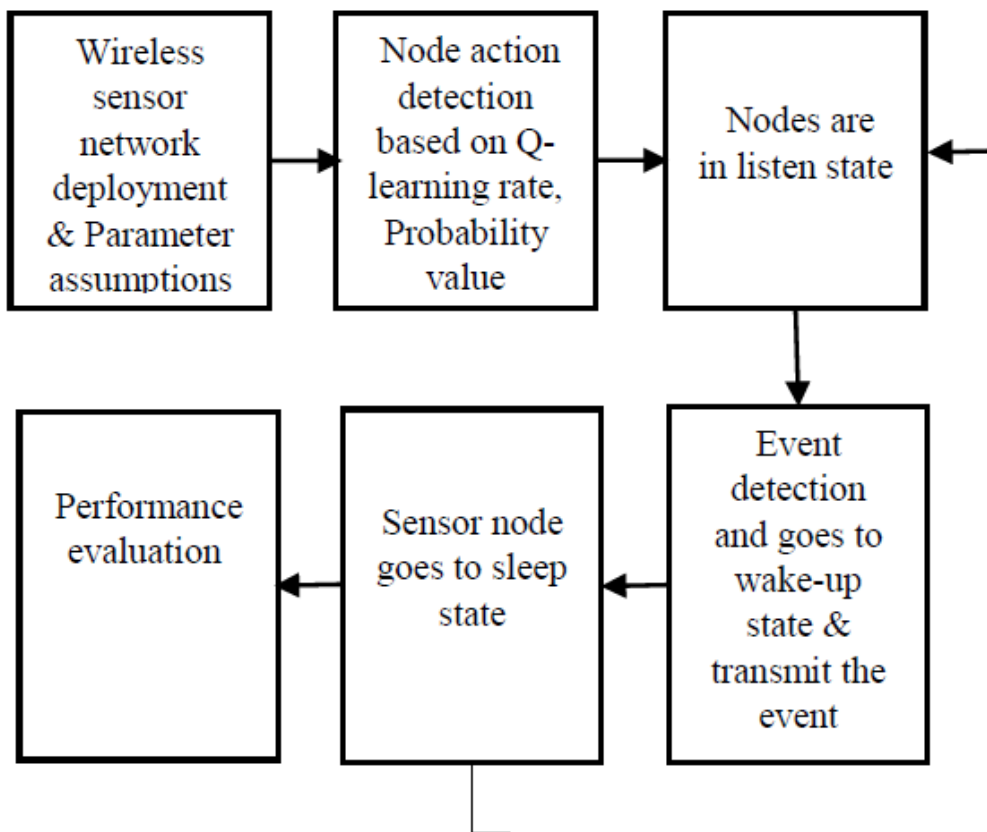 Wireless
sensor
network
deployment
& Parameter
assumptions
Node action
detection
based on Q-
learning rate,
Probability
value
Nodes are
in listen state
Event
detection
and goes to
wake-up
state &
transmit the
event
Sensor node
goes to sleep
state
Performance
evaluation